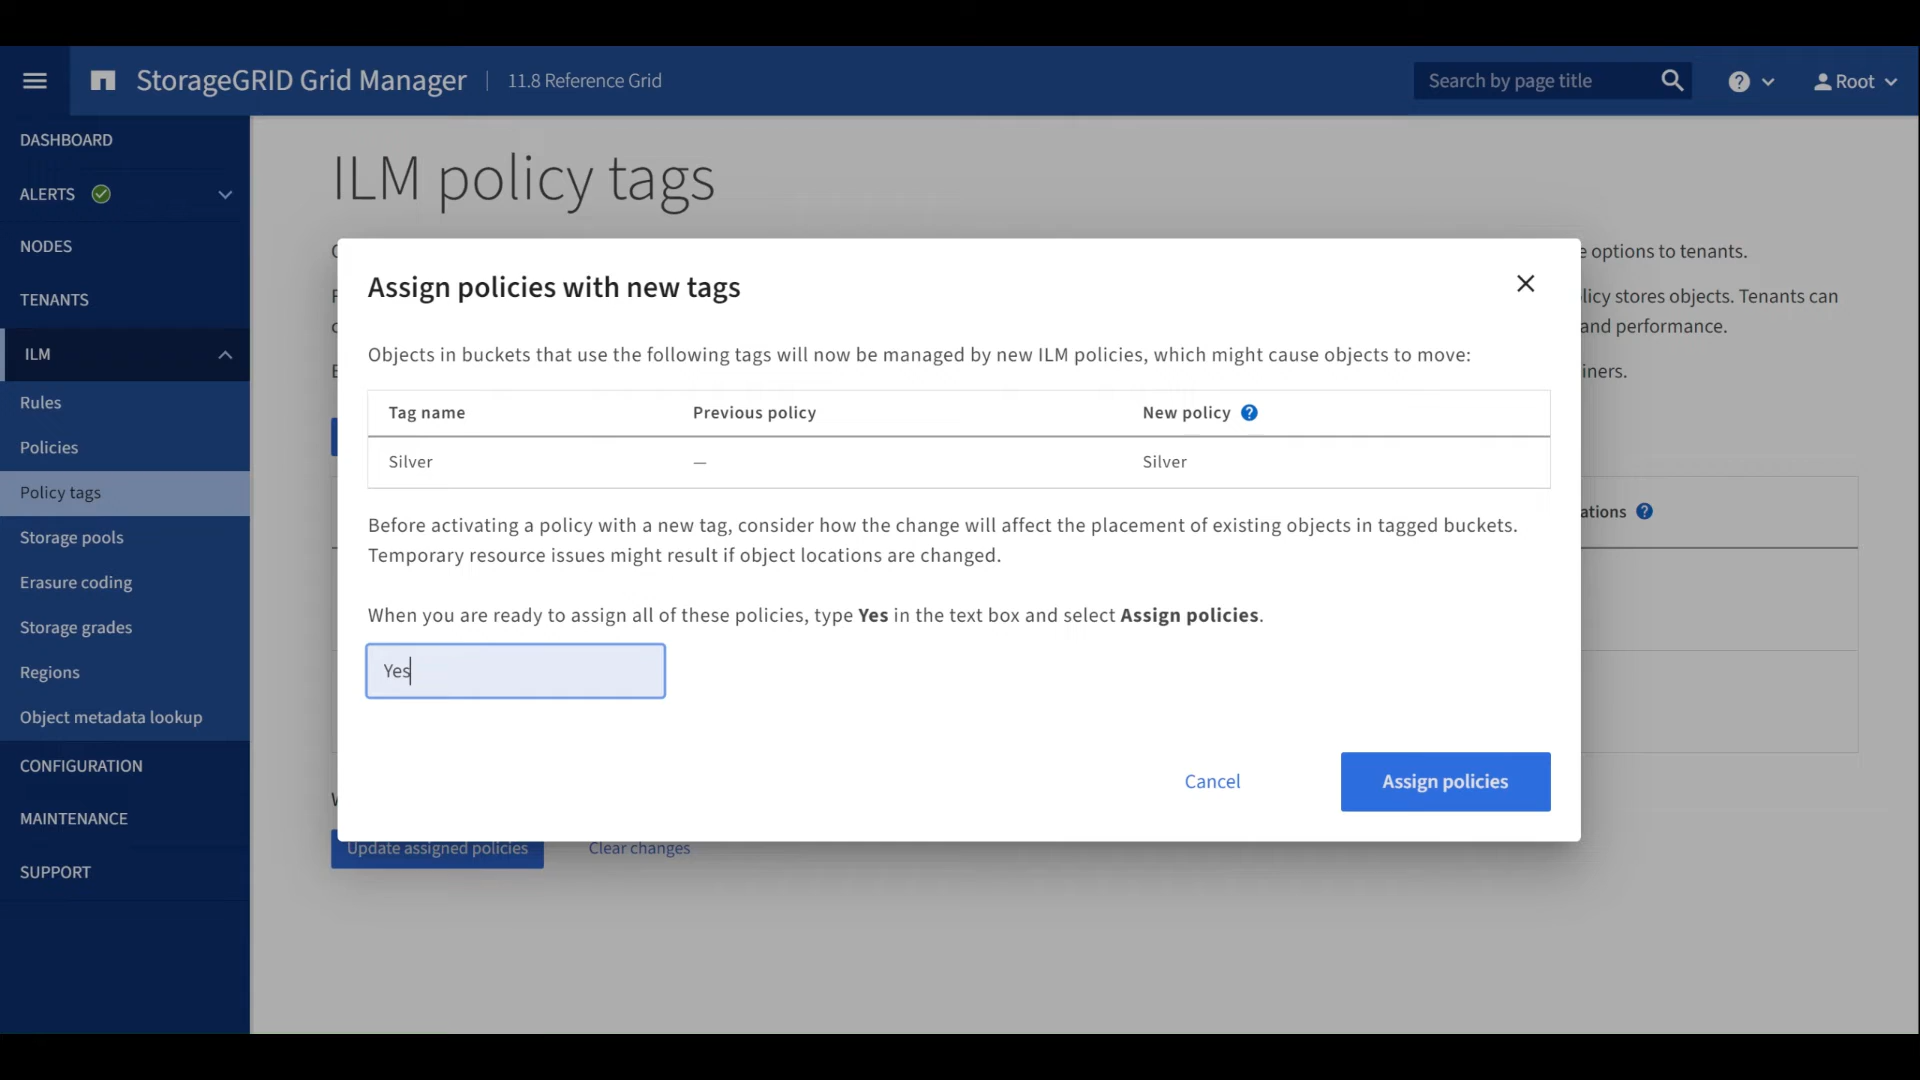 StorageGRID Grid Manager | 11.8 Reference Grid
Search by page title
? Root
DASHBOARD
ALERTS
NODES
TENANTS
ILM
Rules
Policies
Policy tags
Storage pools
Erasure coding
Storage grades
Regions
Object metadata lookup
CONFIGURATION
MAINTENANCE
SUPPORT
ILM policy tags
options to tenants.
stores objects. Tenants can
and performance.
Assign policies with new tags
Objects in buckets that use the following tags will now be managed by new ILM policies, which might cause objects to move:
Tag name Previous policy New policy ?
Silver — Silver
Before activating a policy with a new tag, consider how the change will affect the placement of existing objects in tagged buckets.
Temporary resource issues might result if object locations are changed.
When you are ready to assign all of these policies, type Yes in the text box and select Assign policies.
Yes
Cancel Assign policies
Update assigned policies Clear changes